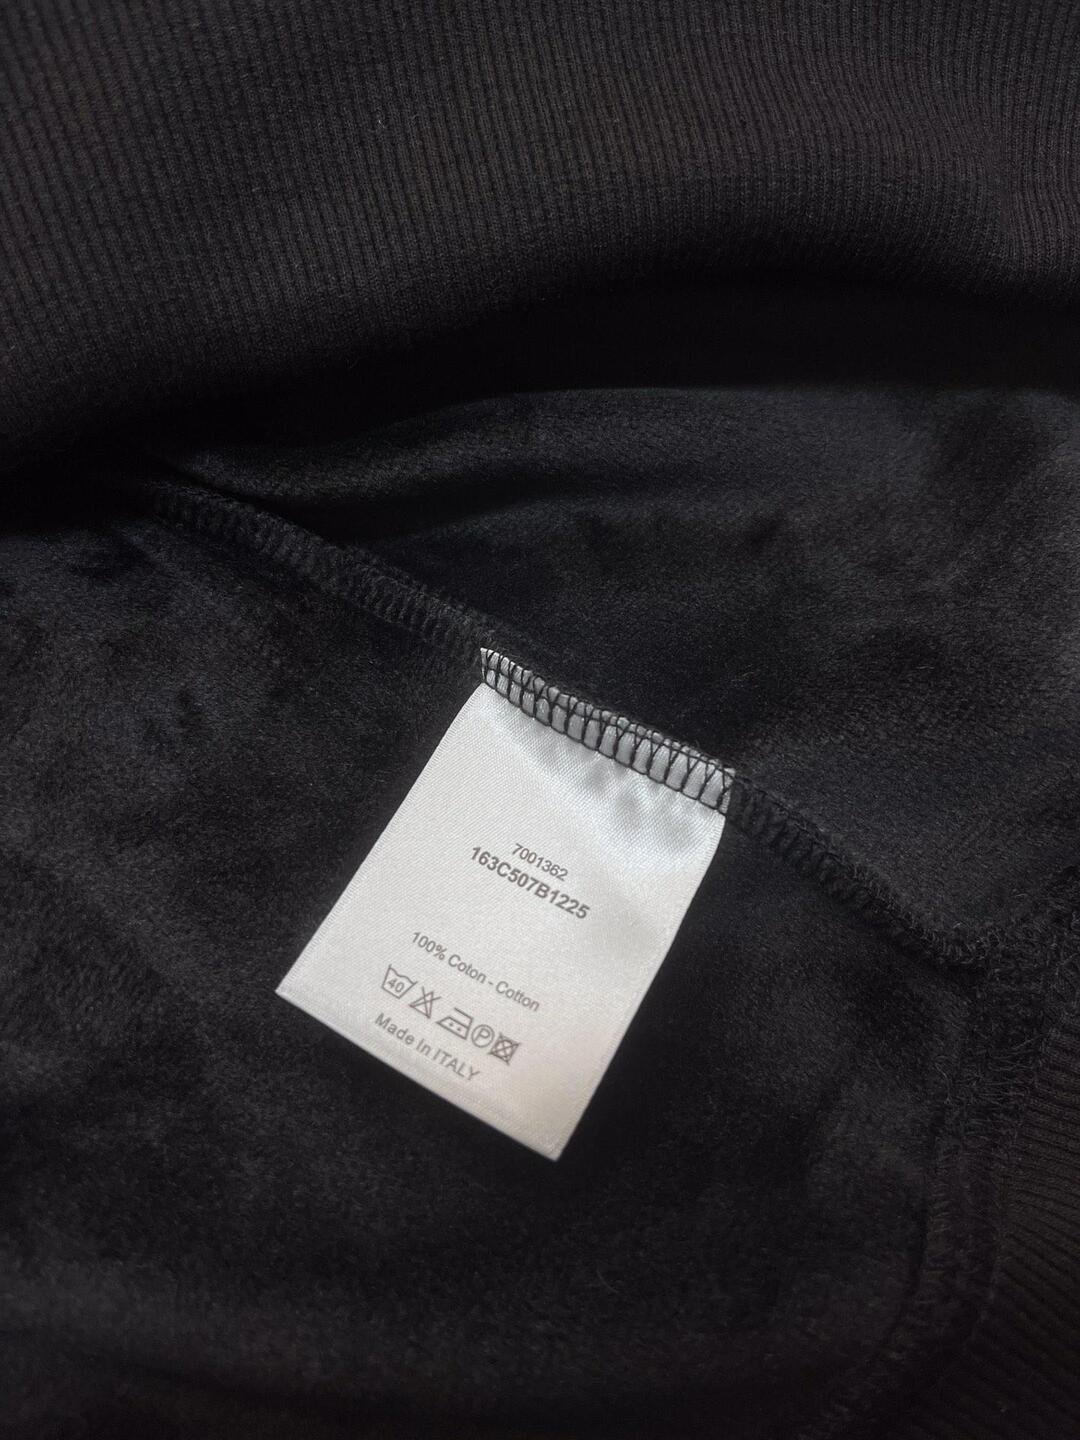 7001362
163C507B1225
100% Coton - Cotton
40 P
Made In ITALY